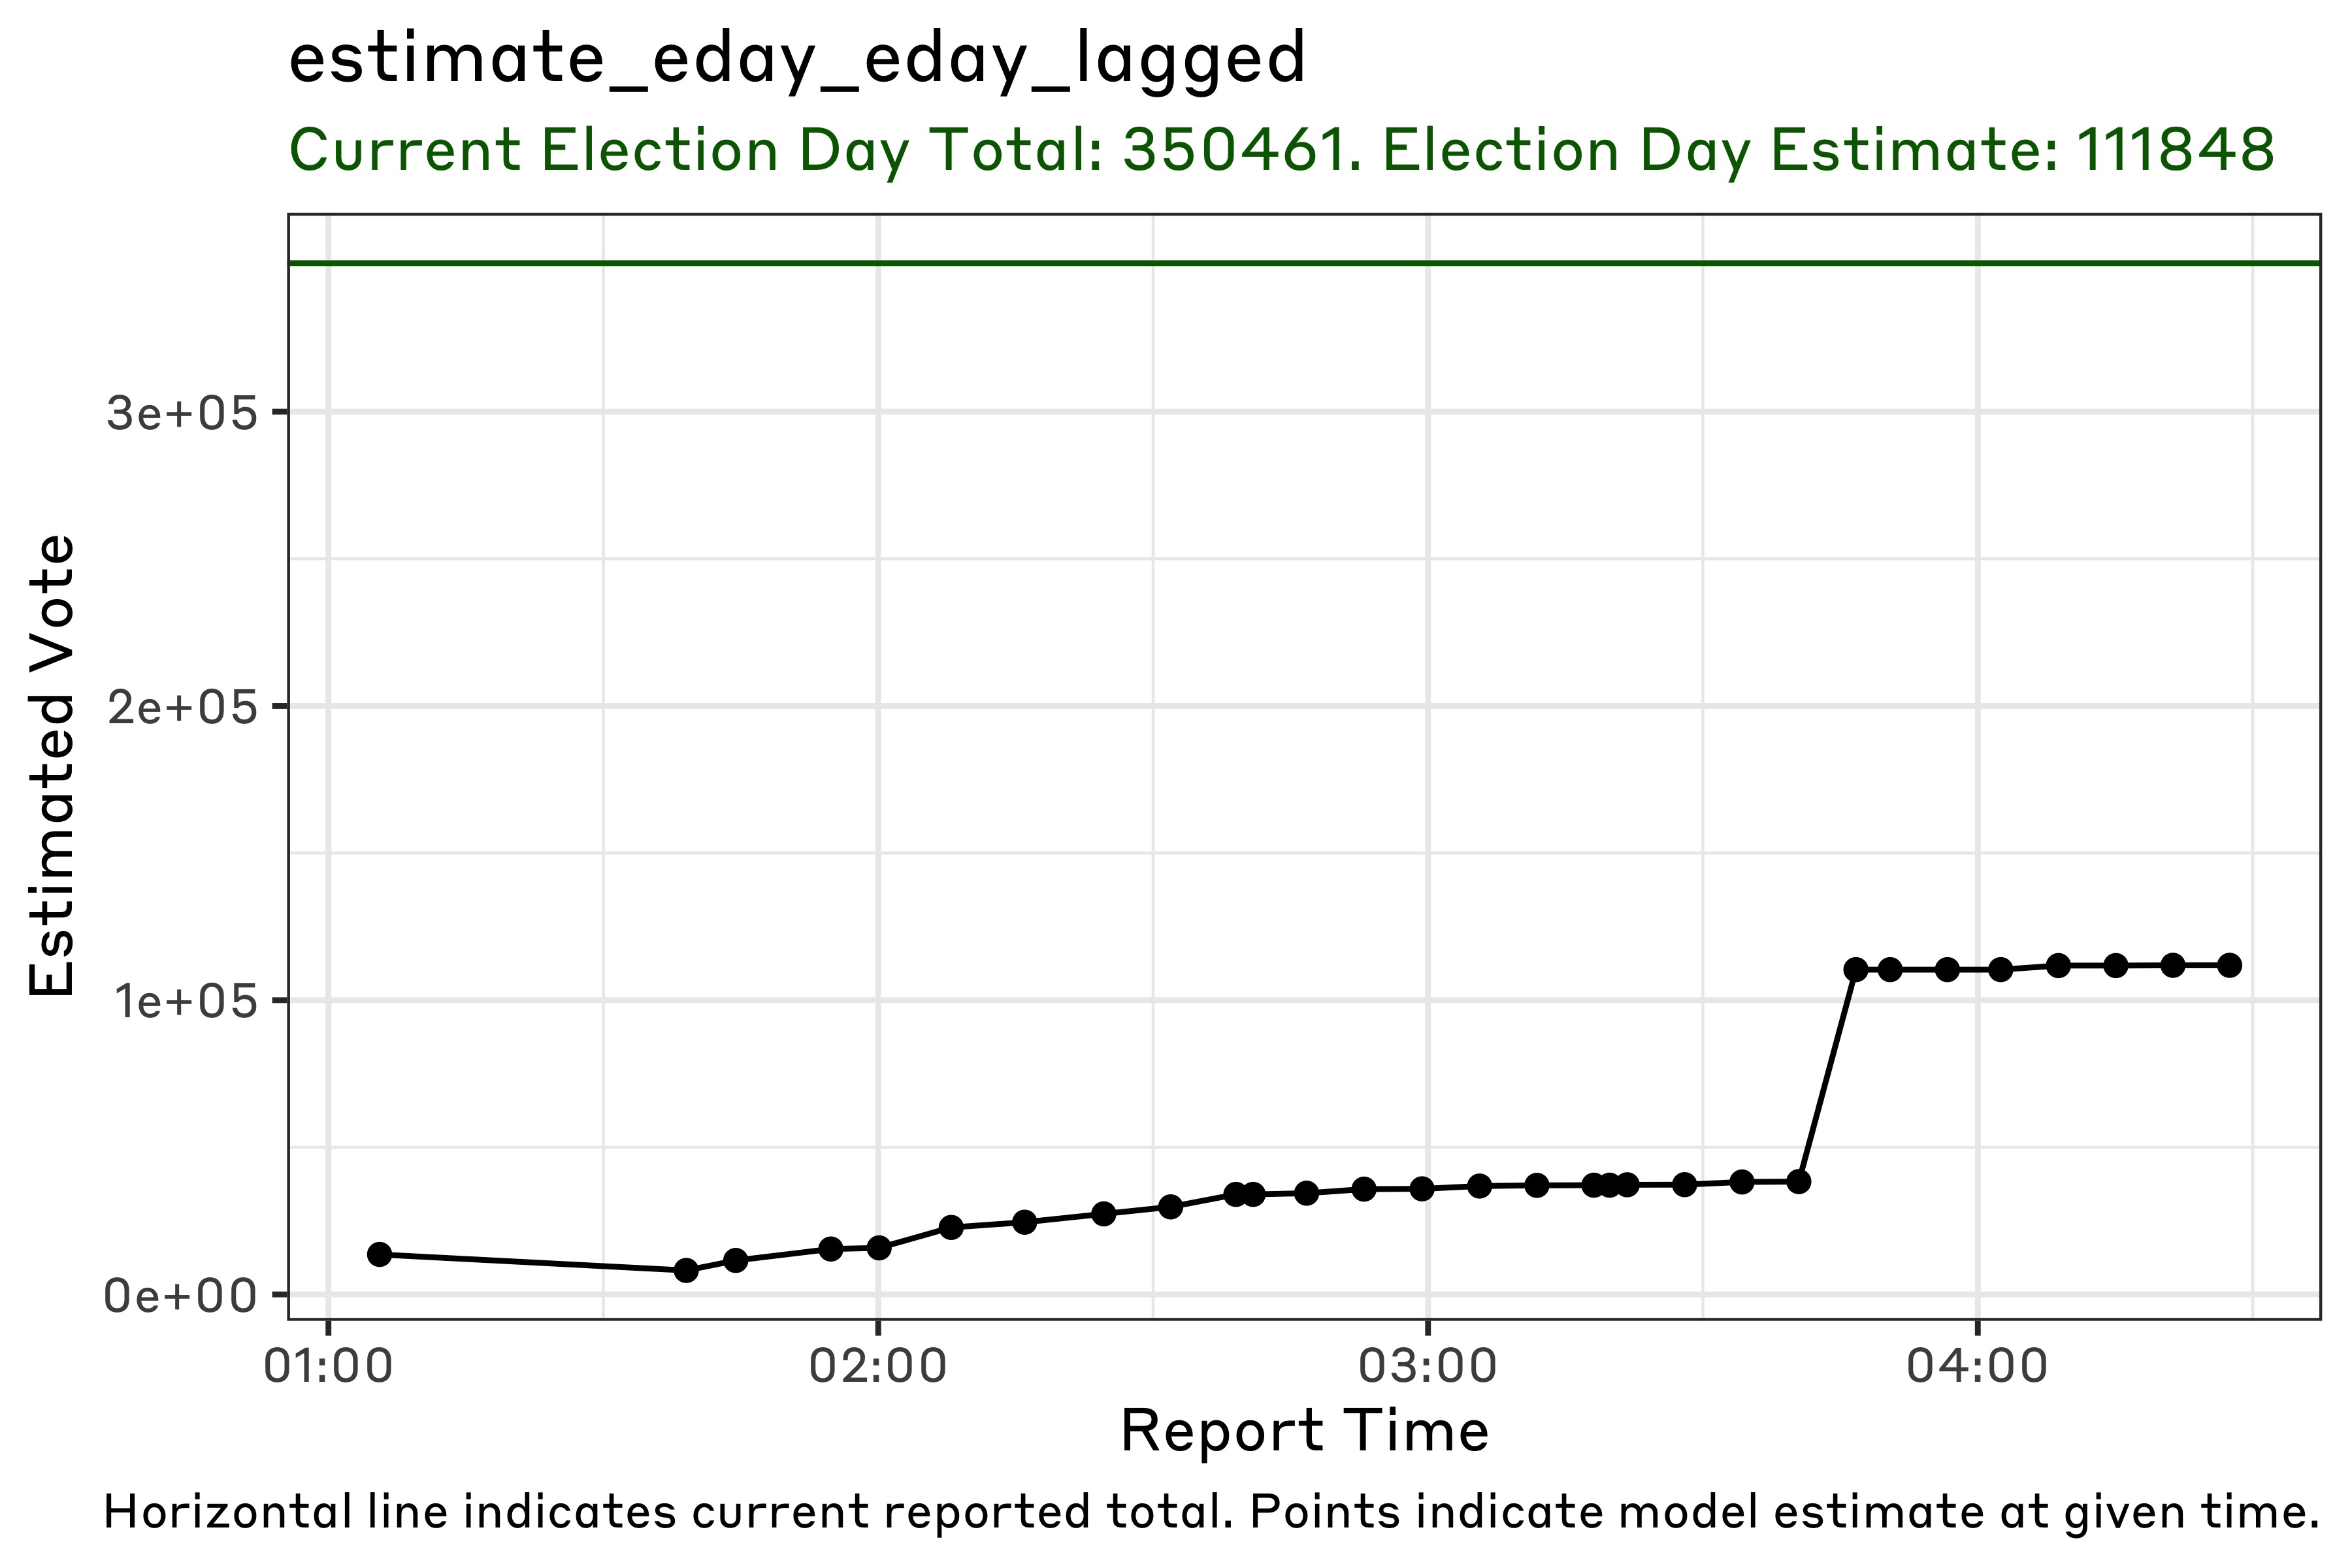 estimate_eday_eday_lagged
Current Election Day Total: 350461. Election Day Estimate: 111848
Estimated Vote
3e+05
2e+05
1e+05
0e+00
01:00 02:00 03:00 04:00
Report Time
Horizontal line indicates current reported total. Points indicate model estimate at given time.